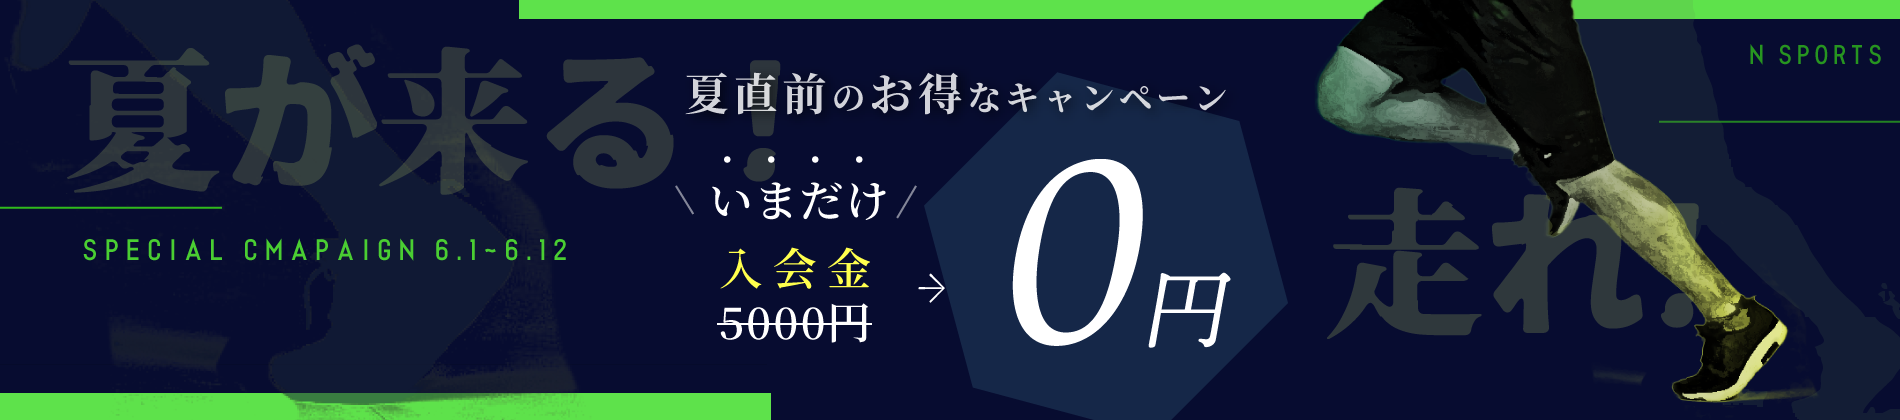 夏が来る!
SPECIAL CMAPAIGN 6.1~6.12
夏直前のお得なキャンペーン
いまだけ
入会金
5000円
→
0円
N SPORTS
走れ!